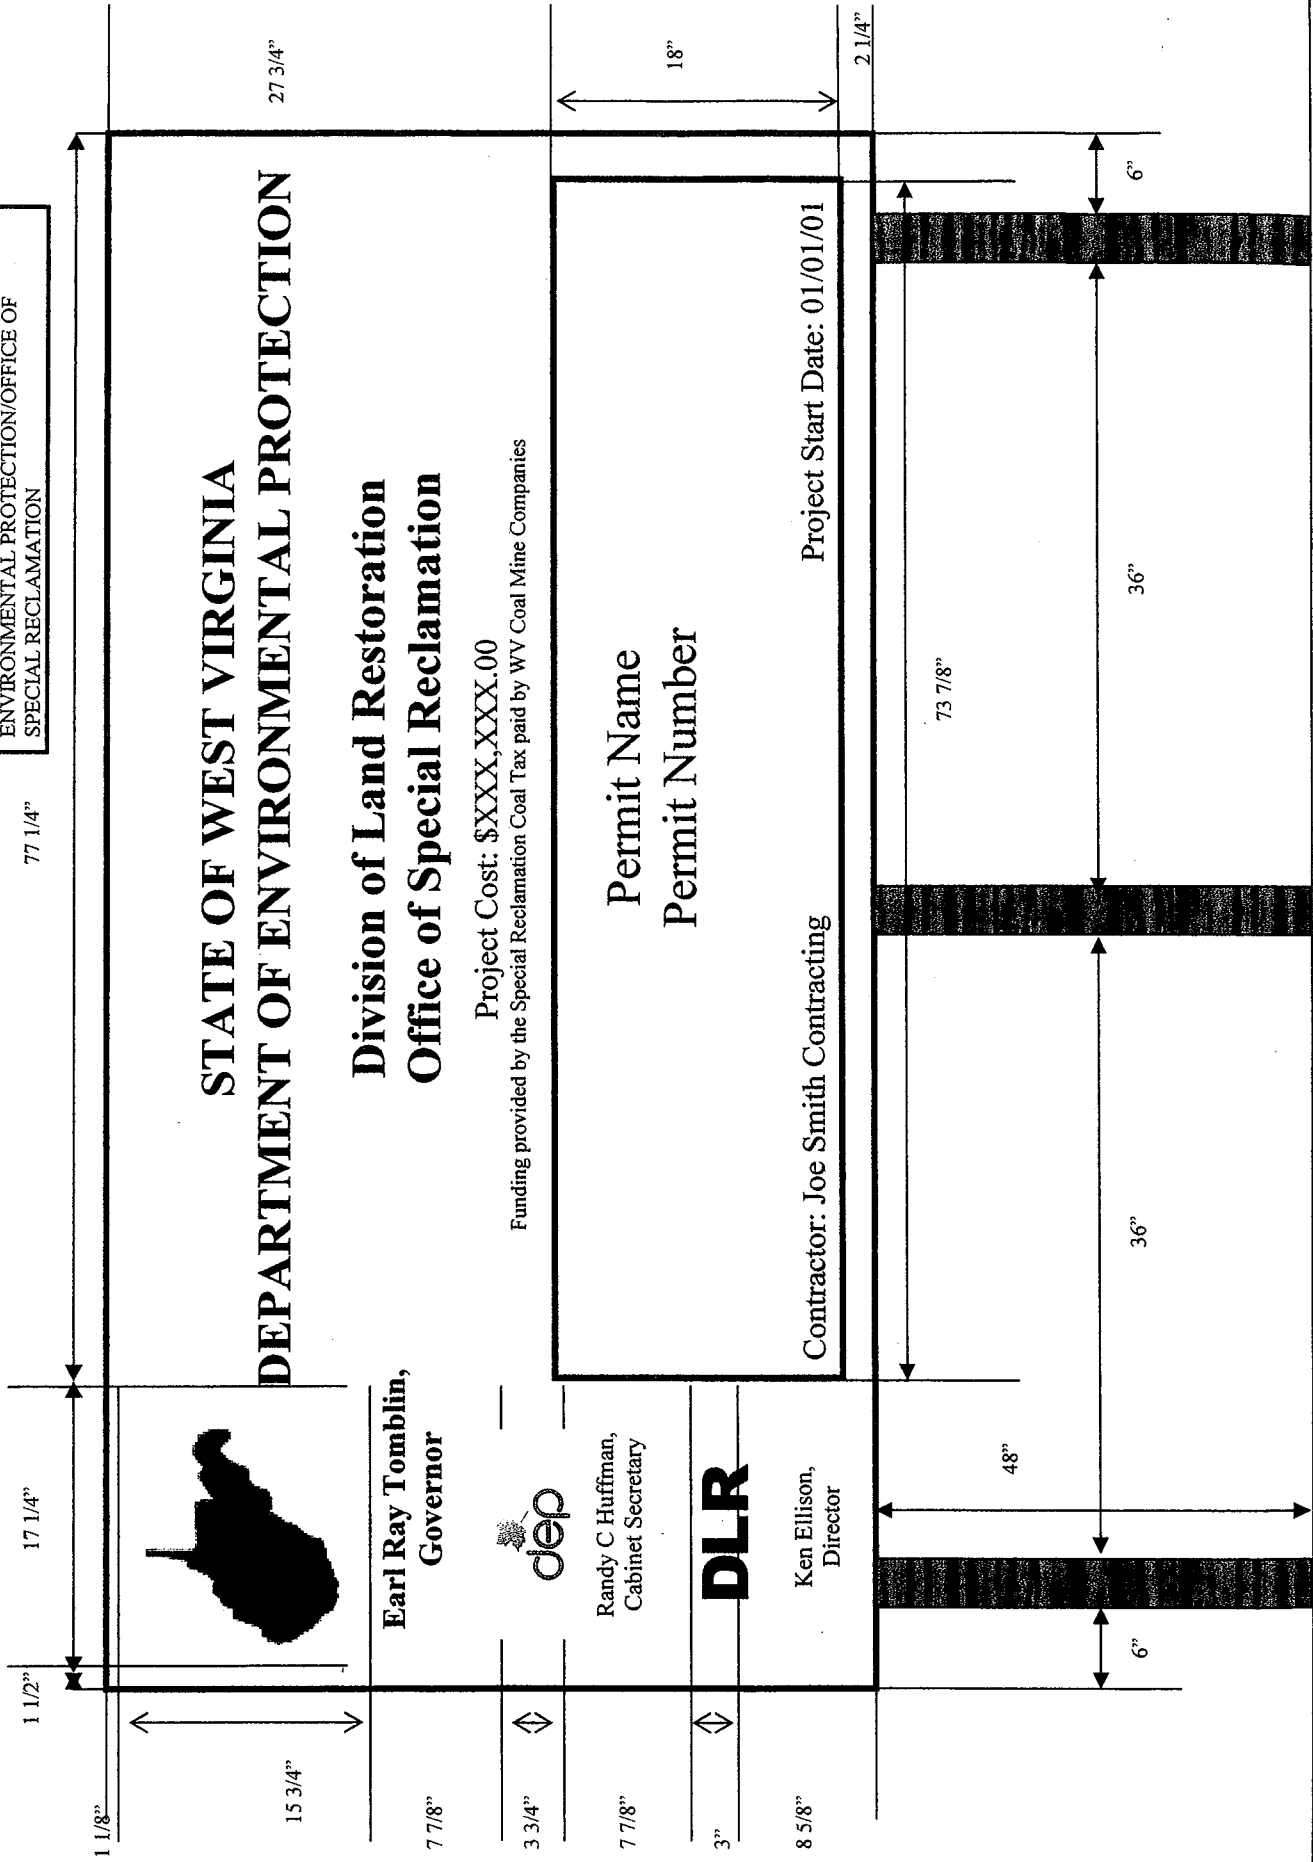 ENVIRONMENTAL PROTECTION/OFFICE OF
SPECIAL RECLAMATION
1 1/2”
17 1/4”
77 1/4”
1 1/8”
15 3/4”
7 7/8”
3 3/4”
7 7/8”
3”
8 5/8”
STATE OF WEST VIRGINIA
DEPARTMENT OF ENVIRONMENTAL PROTECTION
Division of Land Restoration
Office of Special Reclamation
Project Cost: $XXX,XXX.00
Funding provided by the Special Reclamation Coal Tax paid by WV Coal Mine Companies
Earl Ray Tomblin,
Governor
dep
Randy C Huffman,
Cabinet Secretary
DLR
Ken Ellison,
Director
Permit Name
Permit Number
Contractor: Joe Smith Contracting
Project Start Date: 01/01/01
27 3/4”
18”
2 1/4”
73 7/8”
6”
36”
36”
6”
48”